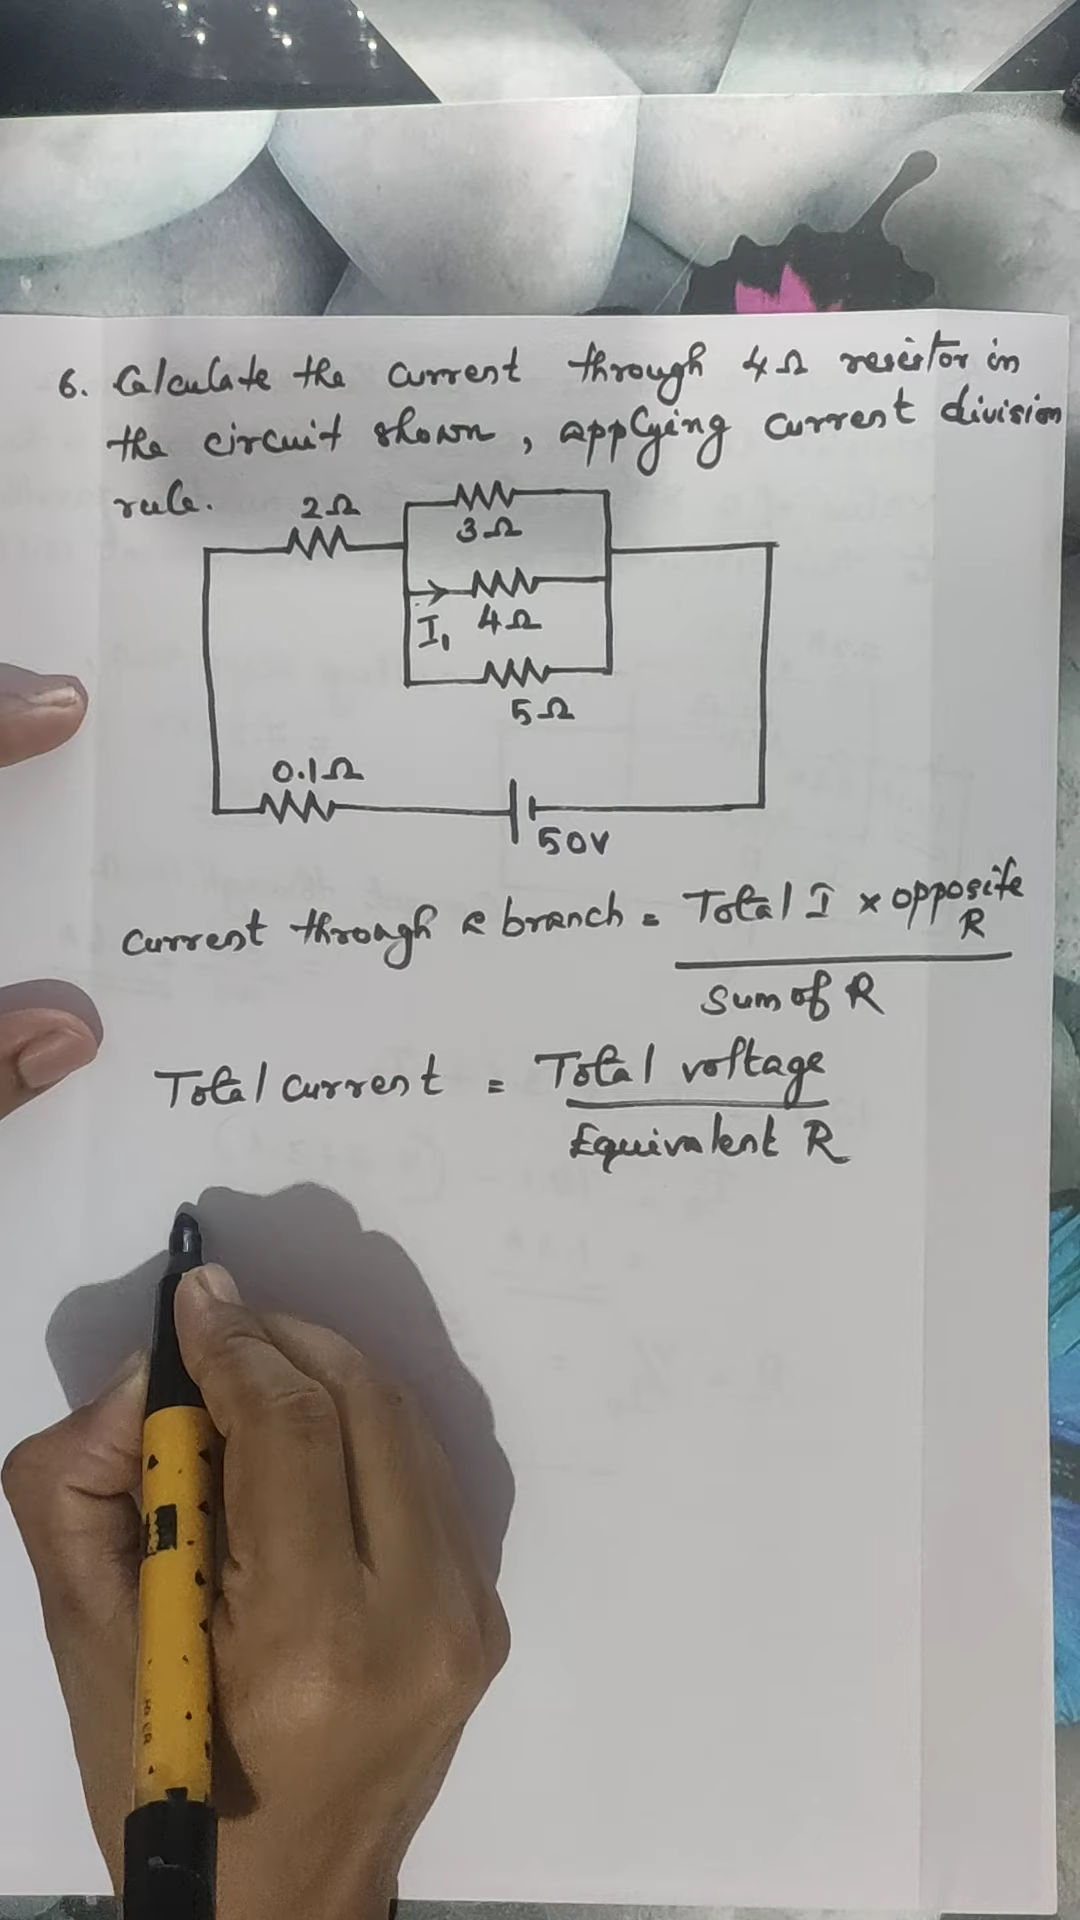 6. Calculate the current through 4Ω resistor in
the circuit shown, applying current division
rule.
2Ω
3Ω
I₁ 4Ω
5Ω
0.1Ω
50V
current through a branch = Total I × opposite R
Sum of R
Total current = Total voltage
Equivalent R